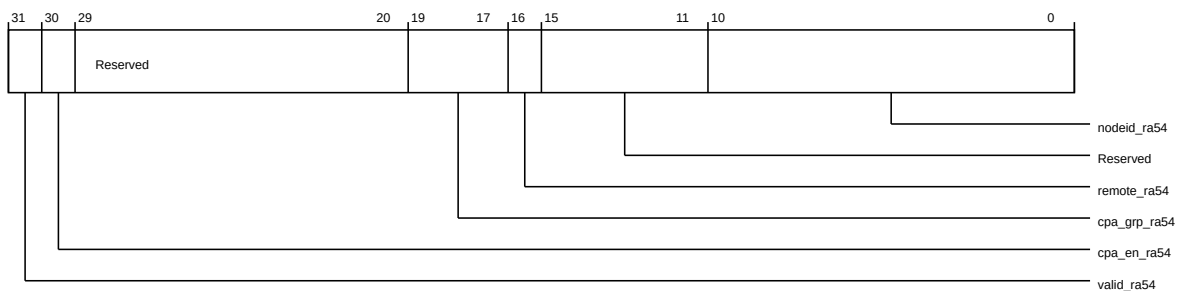 31 30 29 20 19 17 16 15 11 10 0
Reserved
nodeid_ra54
Reserved
remote_ra54
cpa_grp_ra54
cpa_en_ra54
valid_ra54